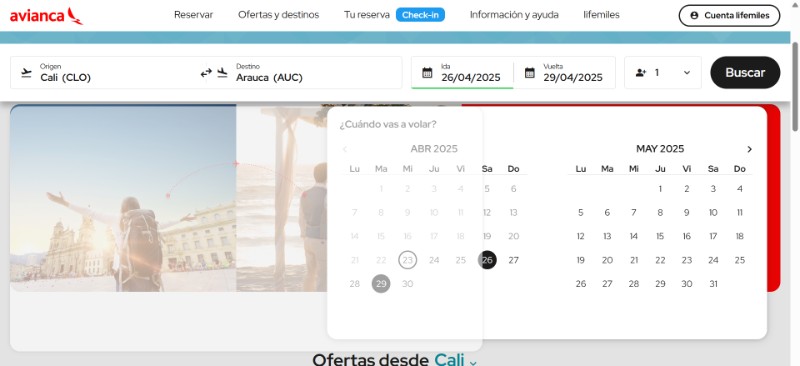 avianca Reservar Ofertas y destinos Tu reserva Check-in Información y ayuda lifemiles Cuenta lifemiles
Origen Destino Ida Vuelta
Cali (CLO) Arauca (AUC) 26/04/2025 29/04/2025 1 Buscar
¿Cuándo vas a volar?
ABR 2025 MAY 2025
Lu Ma Mi Ju Vi Sa Do Lu Ma Mi Ju Vi Sa Do
1 2 3 4 5 6 1 2 3 4
7 8 9 10 11 12 13 5 6 7 8 9 10 11
14 15 16 17 18 19 20 12 13 14 15 16 17 18
21 22 23 24 25 26 27 19 20 21 22 23 24 25
28 29 30 26 27 28 29 30 31
Ofertas desde Cali